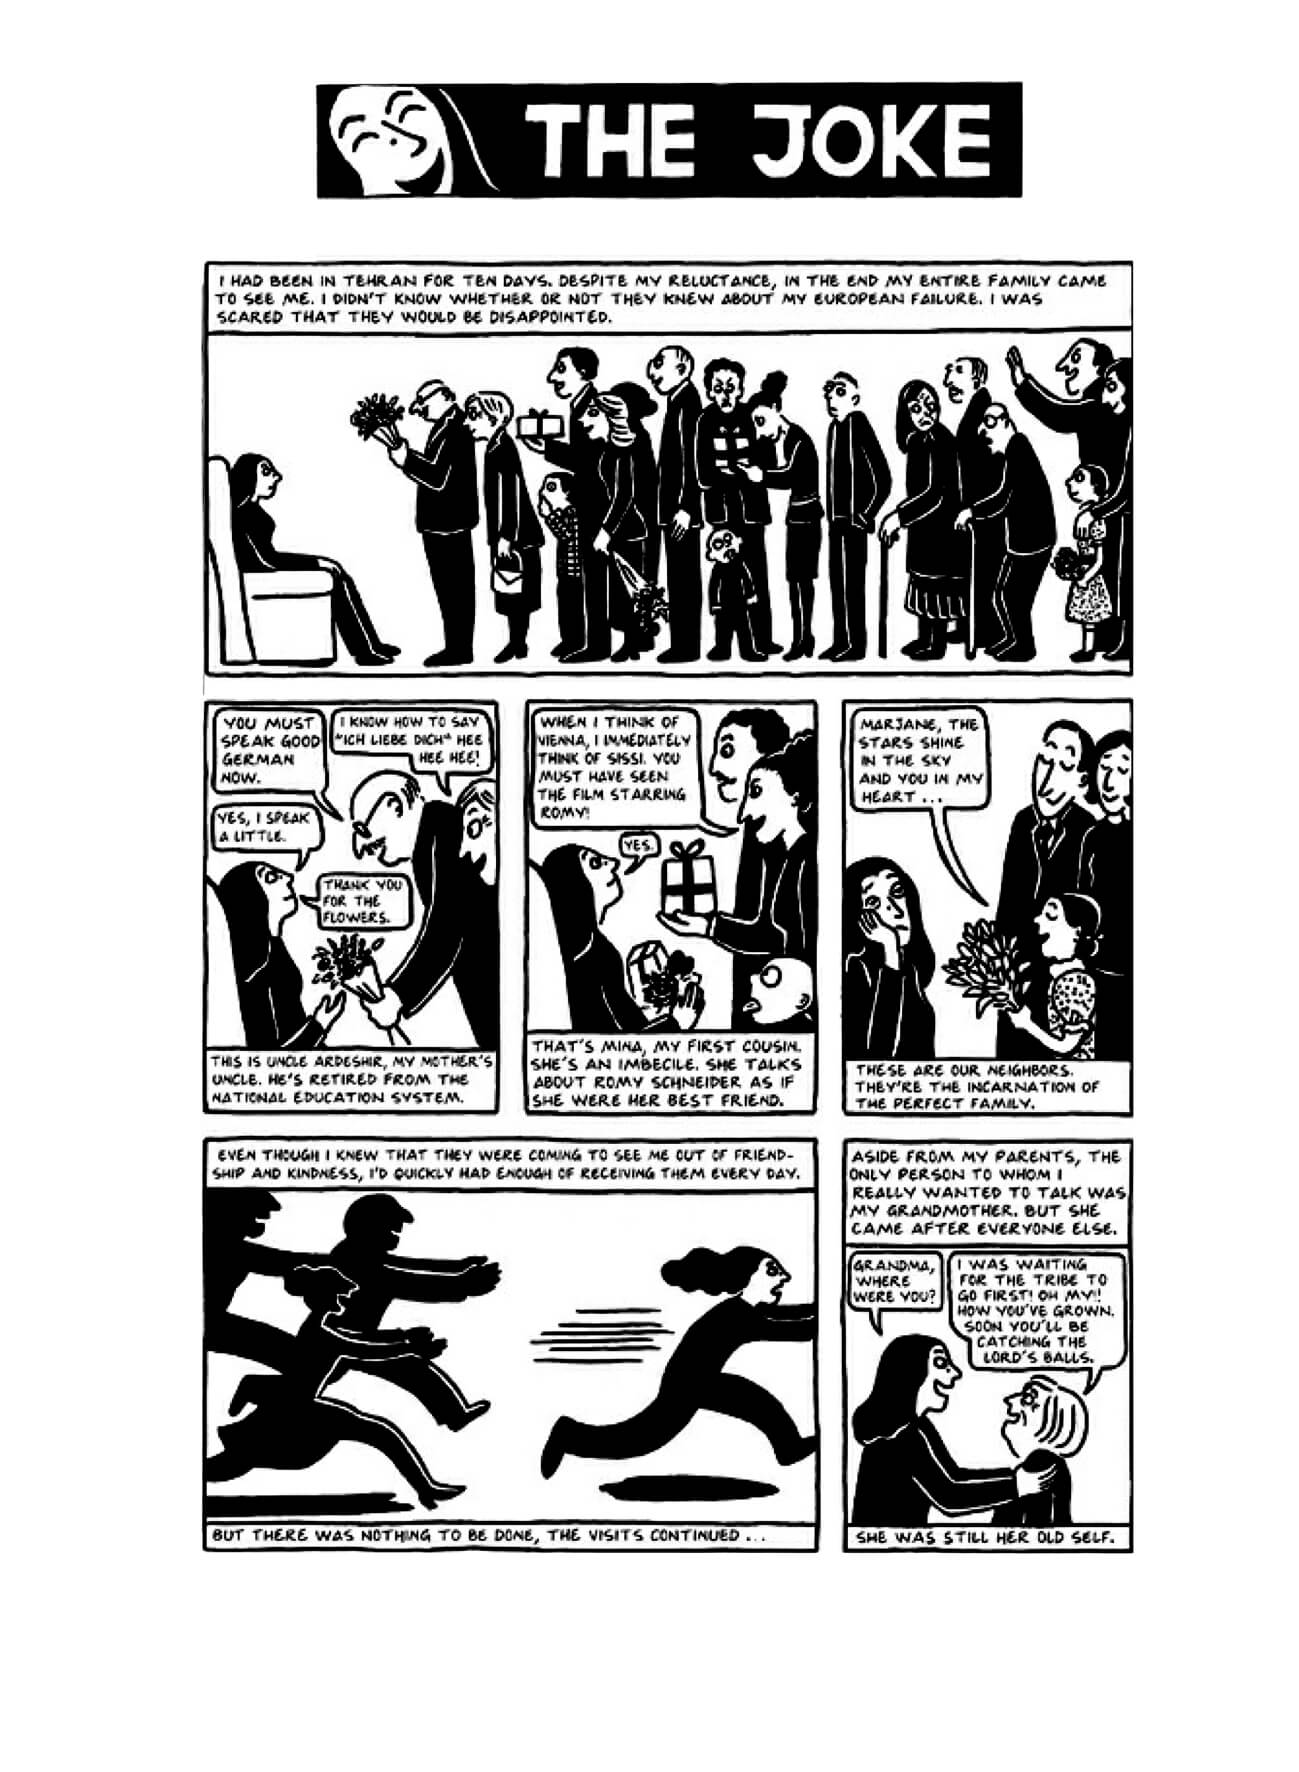 THE JOKE
I HAD BEEN IN TEHRAN FOR TEN DAYS. DESPITE MY RELUCTANCE, IN THE END MY ENTIRE FAMILY CAME
TO SEE ME. I DIDN'T KNOW WHETHER OR NOT THEY KNEW ABOUT MY EUROPEAN FAILURE. I WAS
SCARED THAT THEY WOULD BE DISAPPOINTED.
YOU MUST
SPEAK GOOD
GERMAN
NOW.
I KNOW HOW TO SAY
"ICH LIEBE DICH" HEE
HEE HEE!
YES, I SPEAK
A LITTLE.
THANK YOU
FOR THE
FLOWERS.
THIS IS UNCLE ARDESHIR, MY MOTHER'S
UNCLE. HE'S RETIRED FROM THE
NATIONAL EDUCATION SYSTEM.
WHEN I THINK OF
VIENNA, I IMMEDIATELY
THINK OF SISSI. YOU
MUST HAVE SEEN
THE FILM STARRING
ROMY!
YES.
THAT'S MINA, MY FIRST COUSIN.
SHE'S AN IMBECILE. SHE TALKS
ABOUT ROMY SCHNEIDER AS IF
SHE WERE HER BEST FRIEND.
MARJANE, THE
STARS SHINE
IN THE SKY
AND YOU IN MY
HEART ...
THESE ARE OUR NEIGHBORS.
THEY'RE THE INCARNATION OF
THE PERFECT FAMILY.
EVEN THOUGH I KNEW THAT THEY WERE COMING TO SEE ME OUT OF FRIEND-
SHIP AND KINDNESS, I'D QUICKLY HAD ENOUGH OF RECEIVING THEM EVERY DAY.
BUT THERE WAS NOTHING TO BE DONE, THE VISITS CONTINUED ...
ASIDE FROM MY PARENTS, THE
ONLY PERSON TO WHOM I
REALLY WANTED TO TALK WAS
MY GRANDMOTHER. BUT SHE
CAME AFTER EVERYONE ELSE.
GRANDMA,
WHERE
WERE YOU?
I WAS WAITING
FOR THE TRIBE TO
GO FIRST! OH MY!!
HOW YOU'VE GROWN.
SOON YOU'LL BE
CATCHING THE
LORD'S BALLS.
SHE WAS STILL HER OLD SELF.